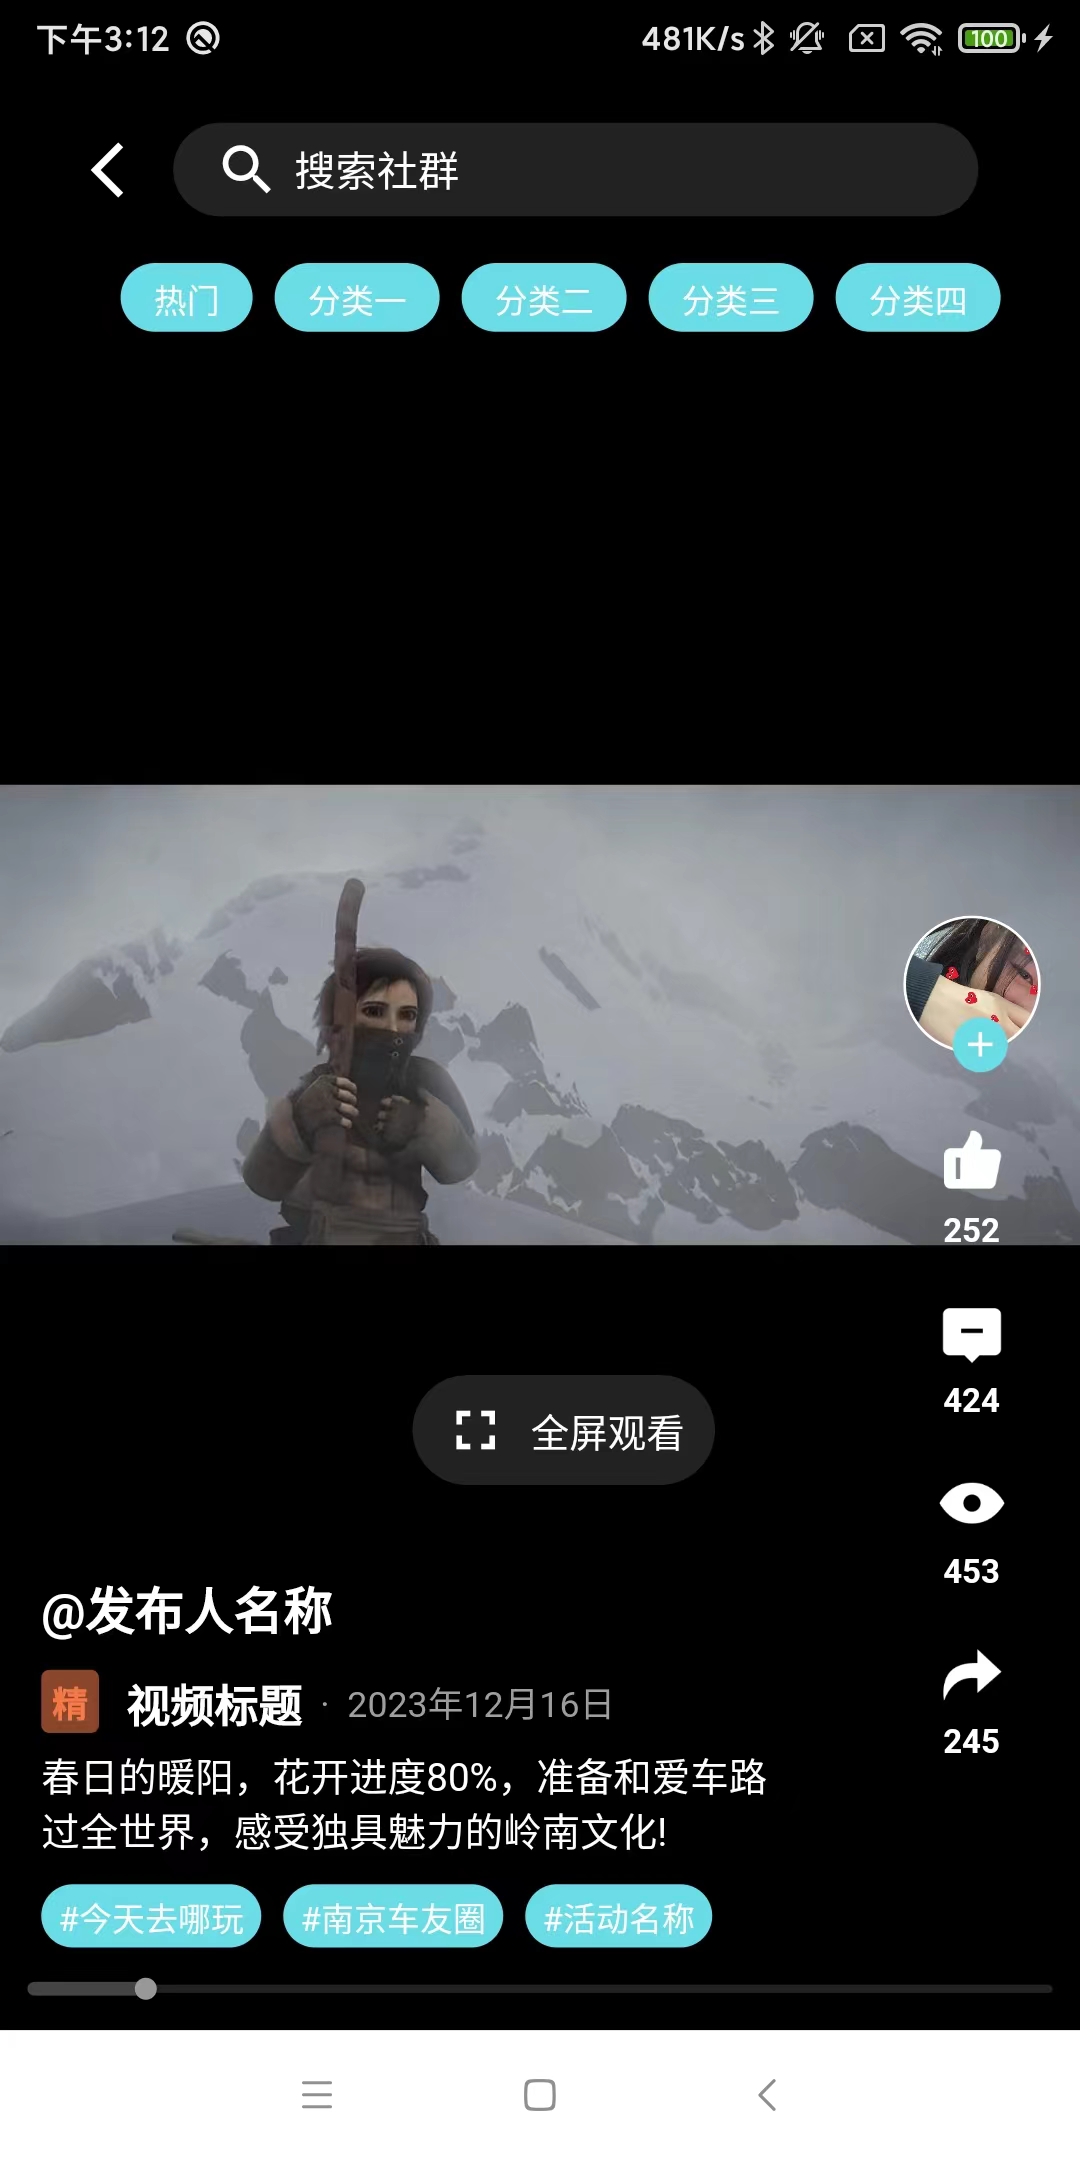 下午3:12
481K/s
100
搜索社群
热门 分类一 分类二 分类三 分类四
252
424
全屏观看
453
@发布人名称
精 视频标题 · 2023年12月16日
245
春日的暖阳，花开进度80%，准备和爱车路
过全世界，感受独具魅力的岭南文化!
#今天去哪玩 #南京车友圈 #活动名称